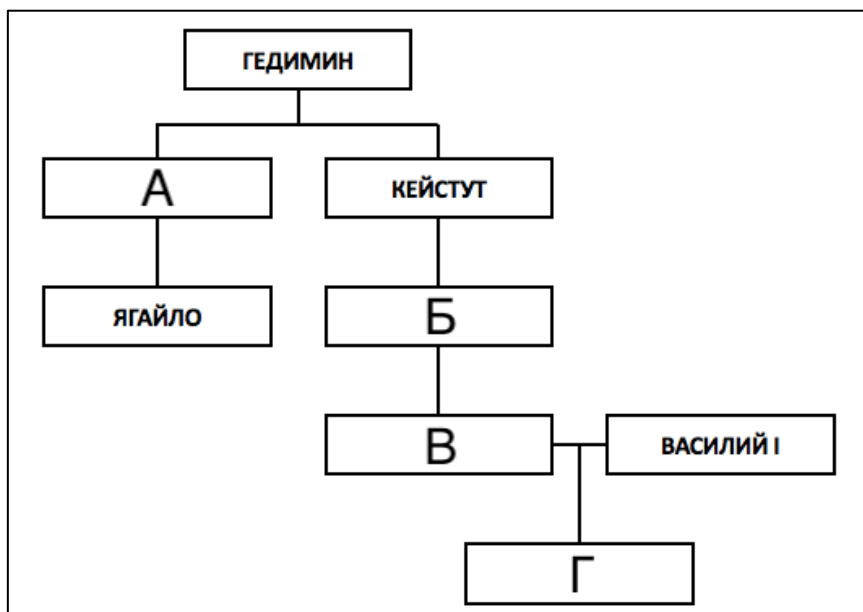 ГЕДИМИН
А
КЕЙСТУТ
ЯГАЙЛО
Б
В
ВАСИЛИЙ I
Г